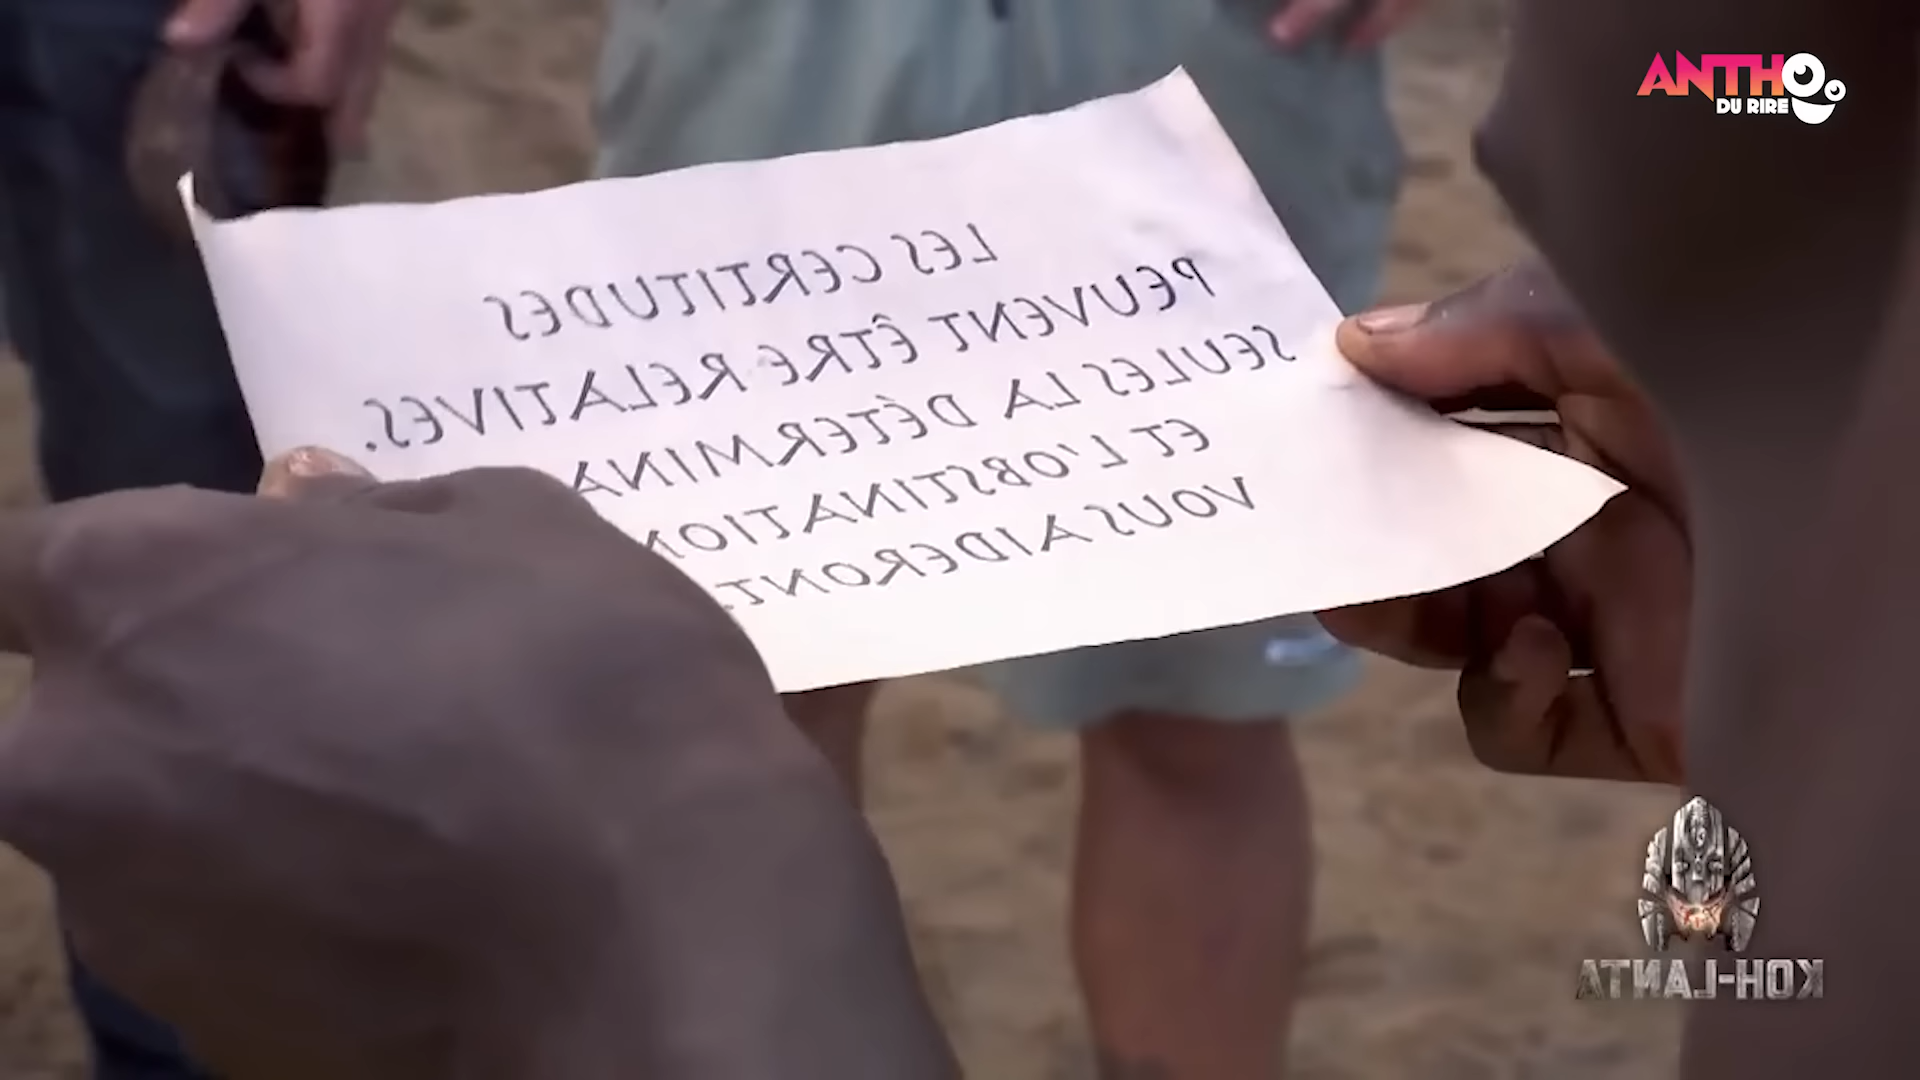 ANTHO
DU RIRE
LES CERTITUDES
PEUVENT ÊTRE RELATIVES.
SEULES LA DÉTERMINA
ET L'OBSTINATION
VOUS AIDERONT.
KOH-LANTA